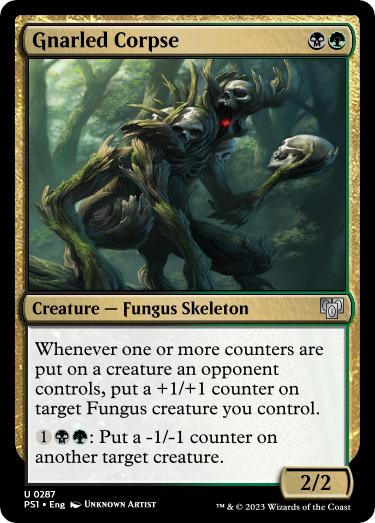 Gnarled Corpse
Creature — Fungus Skeleton
Whenever one or more counters are
put on a creature an opponent
controls, put a +1/+1 counter on
target Fungus creature you control.
1: Put a -1/-1 counter on
another target creature.
2/2
U 0287
PS1 • Eng Unknown Artist
™ & © 2023 Wizards of the Coast